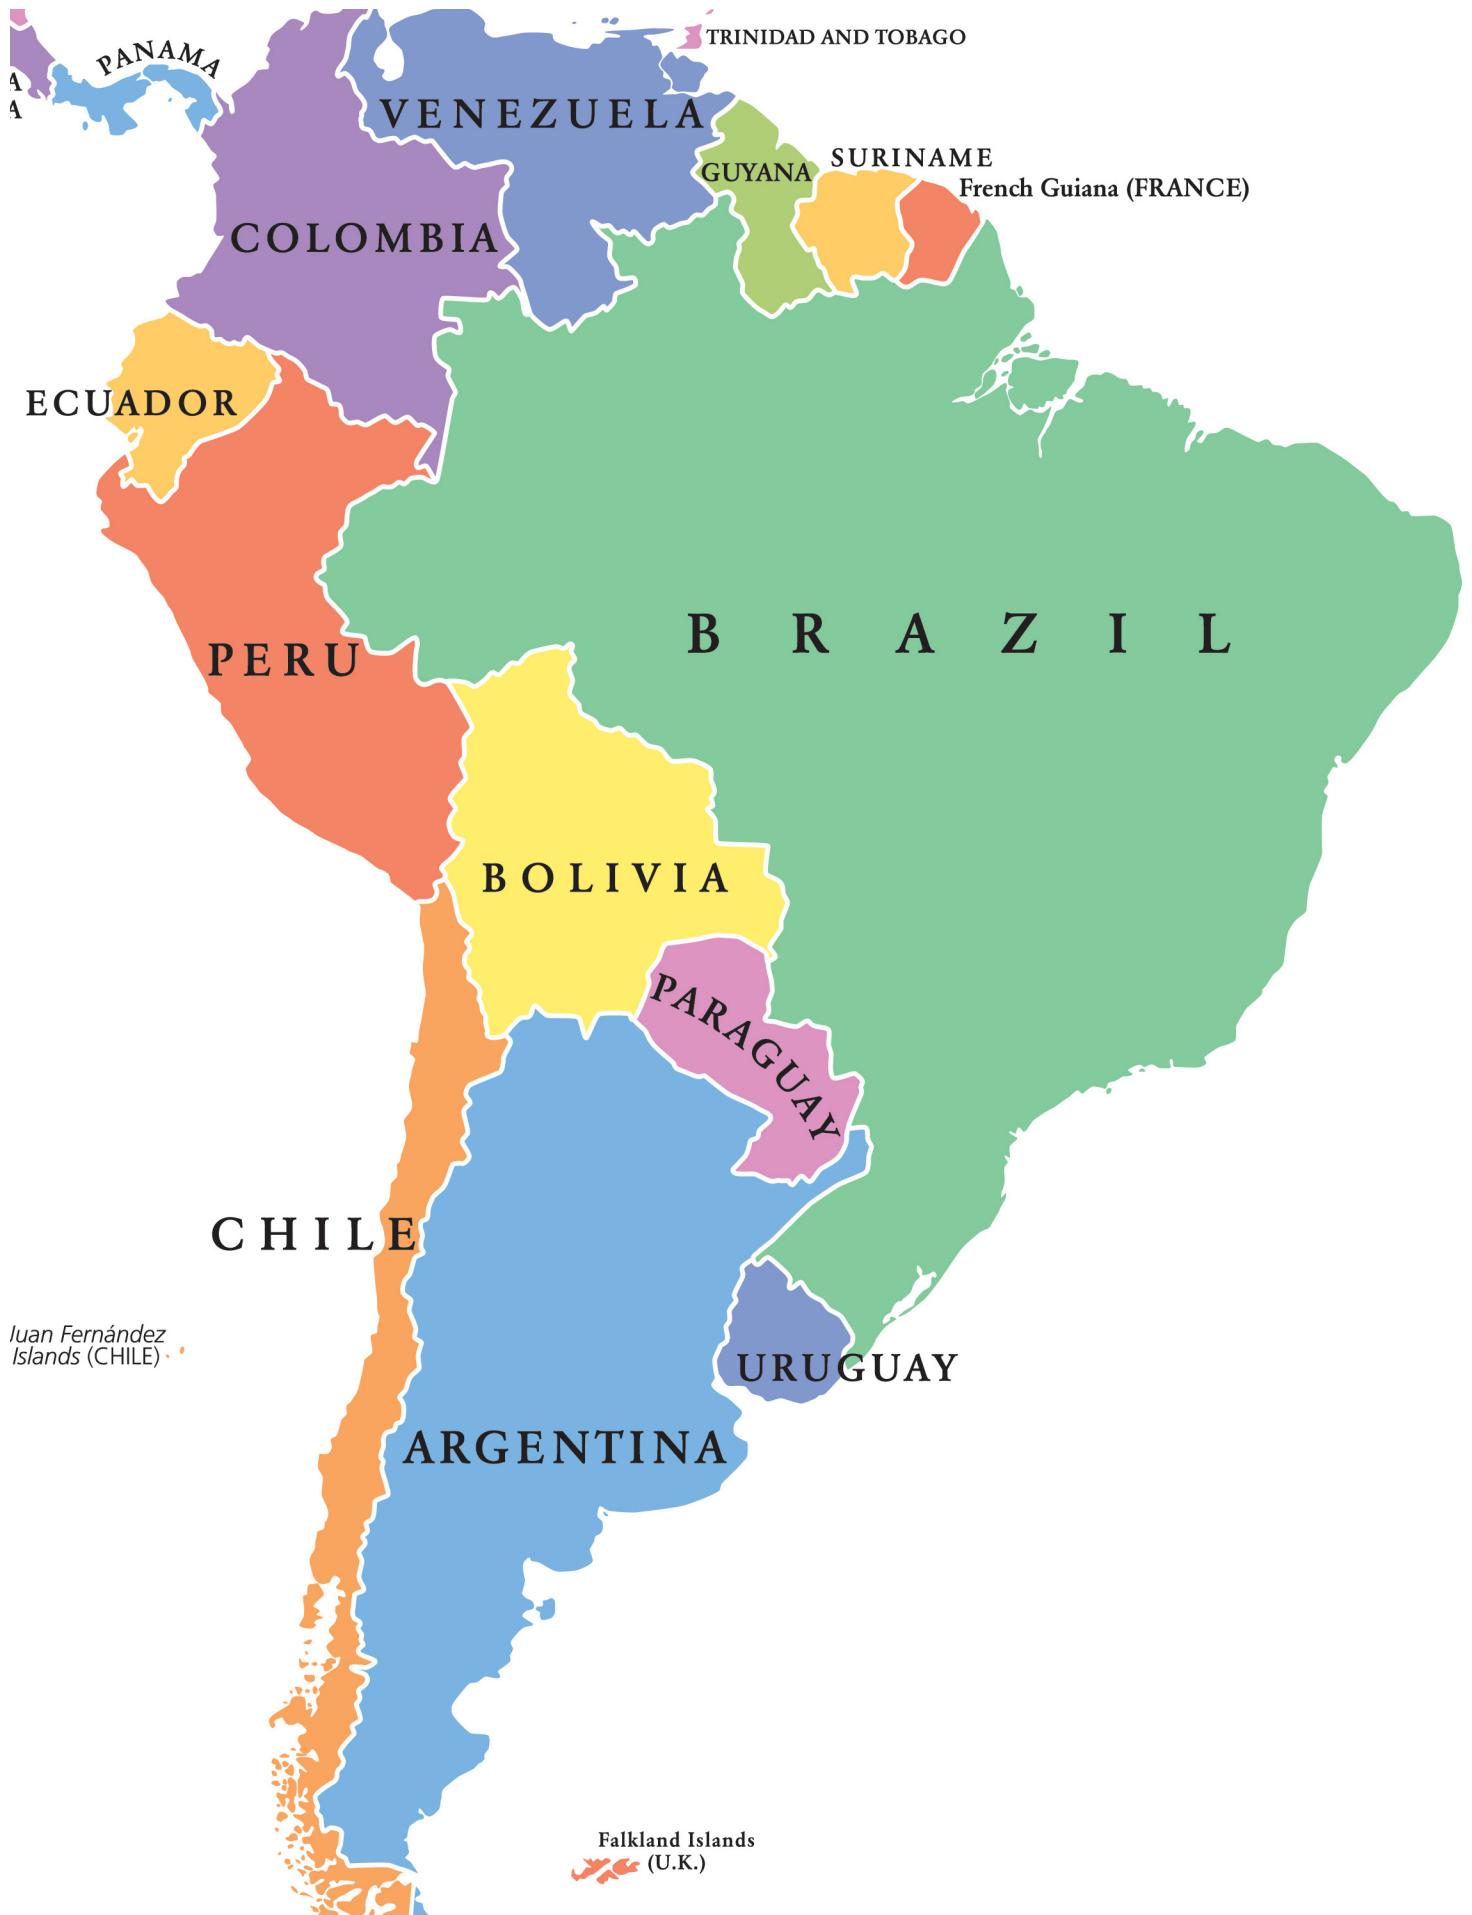 PANAMA
TRINIDAD AND TOBAGO
A
A
VENEZUELA
GUYANA
SURINAME
French Guiana (FRANCE)
COLOMBIA
ECUADOR
BRAZIL
PERU
BOLIVIA
PARAGUAY
CHILE
Juan Fernández
Islands (CHILE)
URUGUAY
ARGENTINA
Falkland Islands
(U.K.)